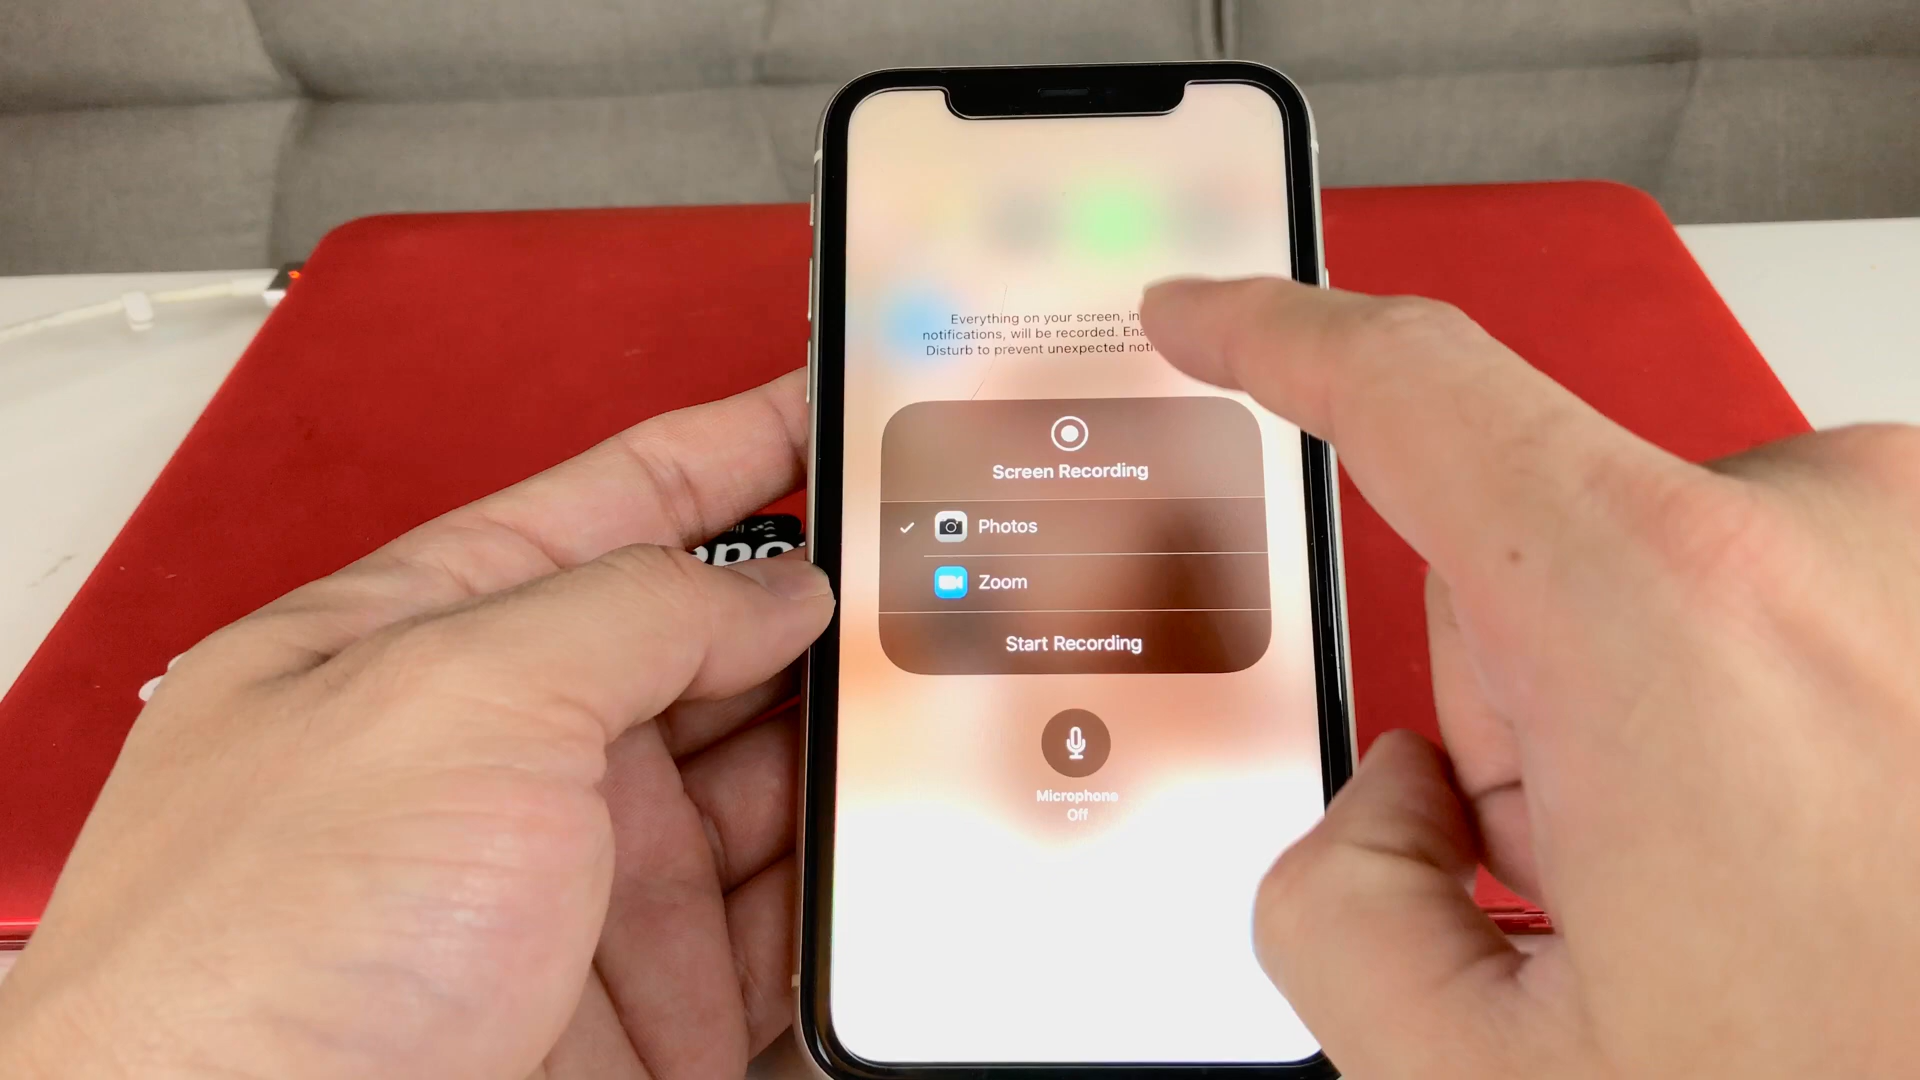 Everything on your screen, in
notifications, will be recorded. Ena
Disturb to prevent unexpected noti
Screen Recording
Photos
Zoom
Start Recording
Microphone
Off